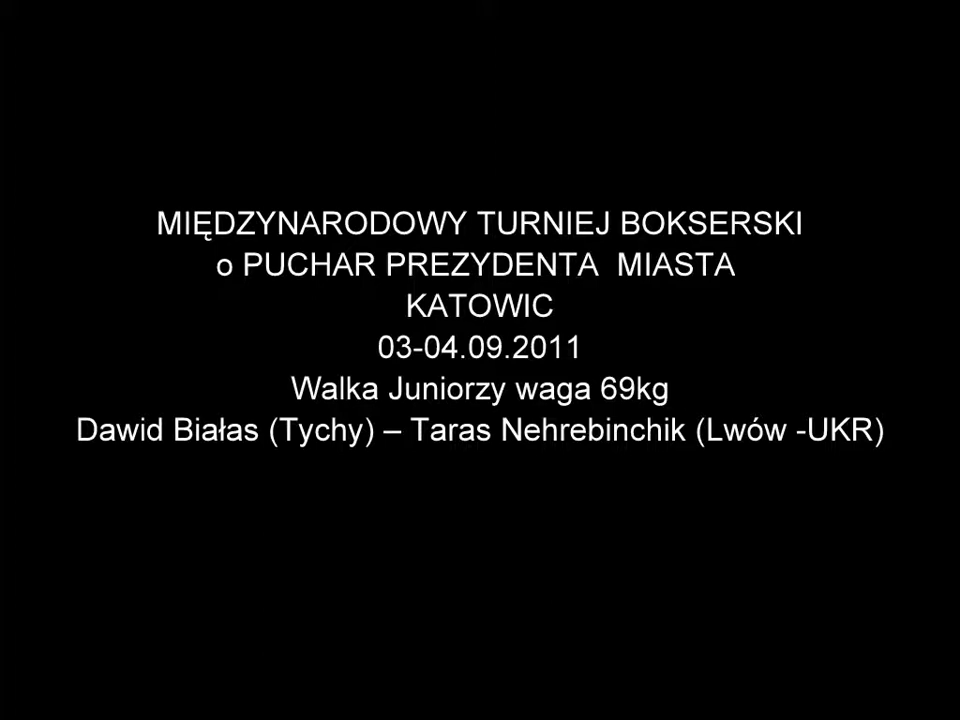 MIĘDZYNARODOWY TURNIEJ BOKSERSKI
o PUCHAR PREZYDENTA MIASTA
KATOWIC
03-04.09.2011
Walka Juniorzy waga 69kg
Dawid Białas (Tychy) – Taras Nehrebinchik (Lwów -UKR)